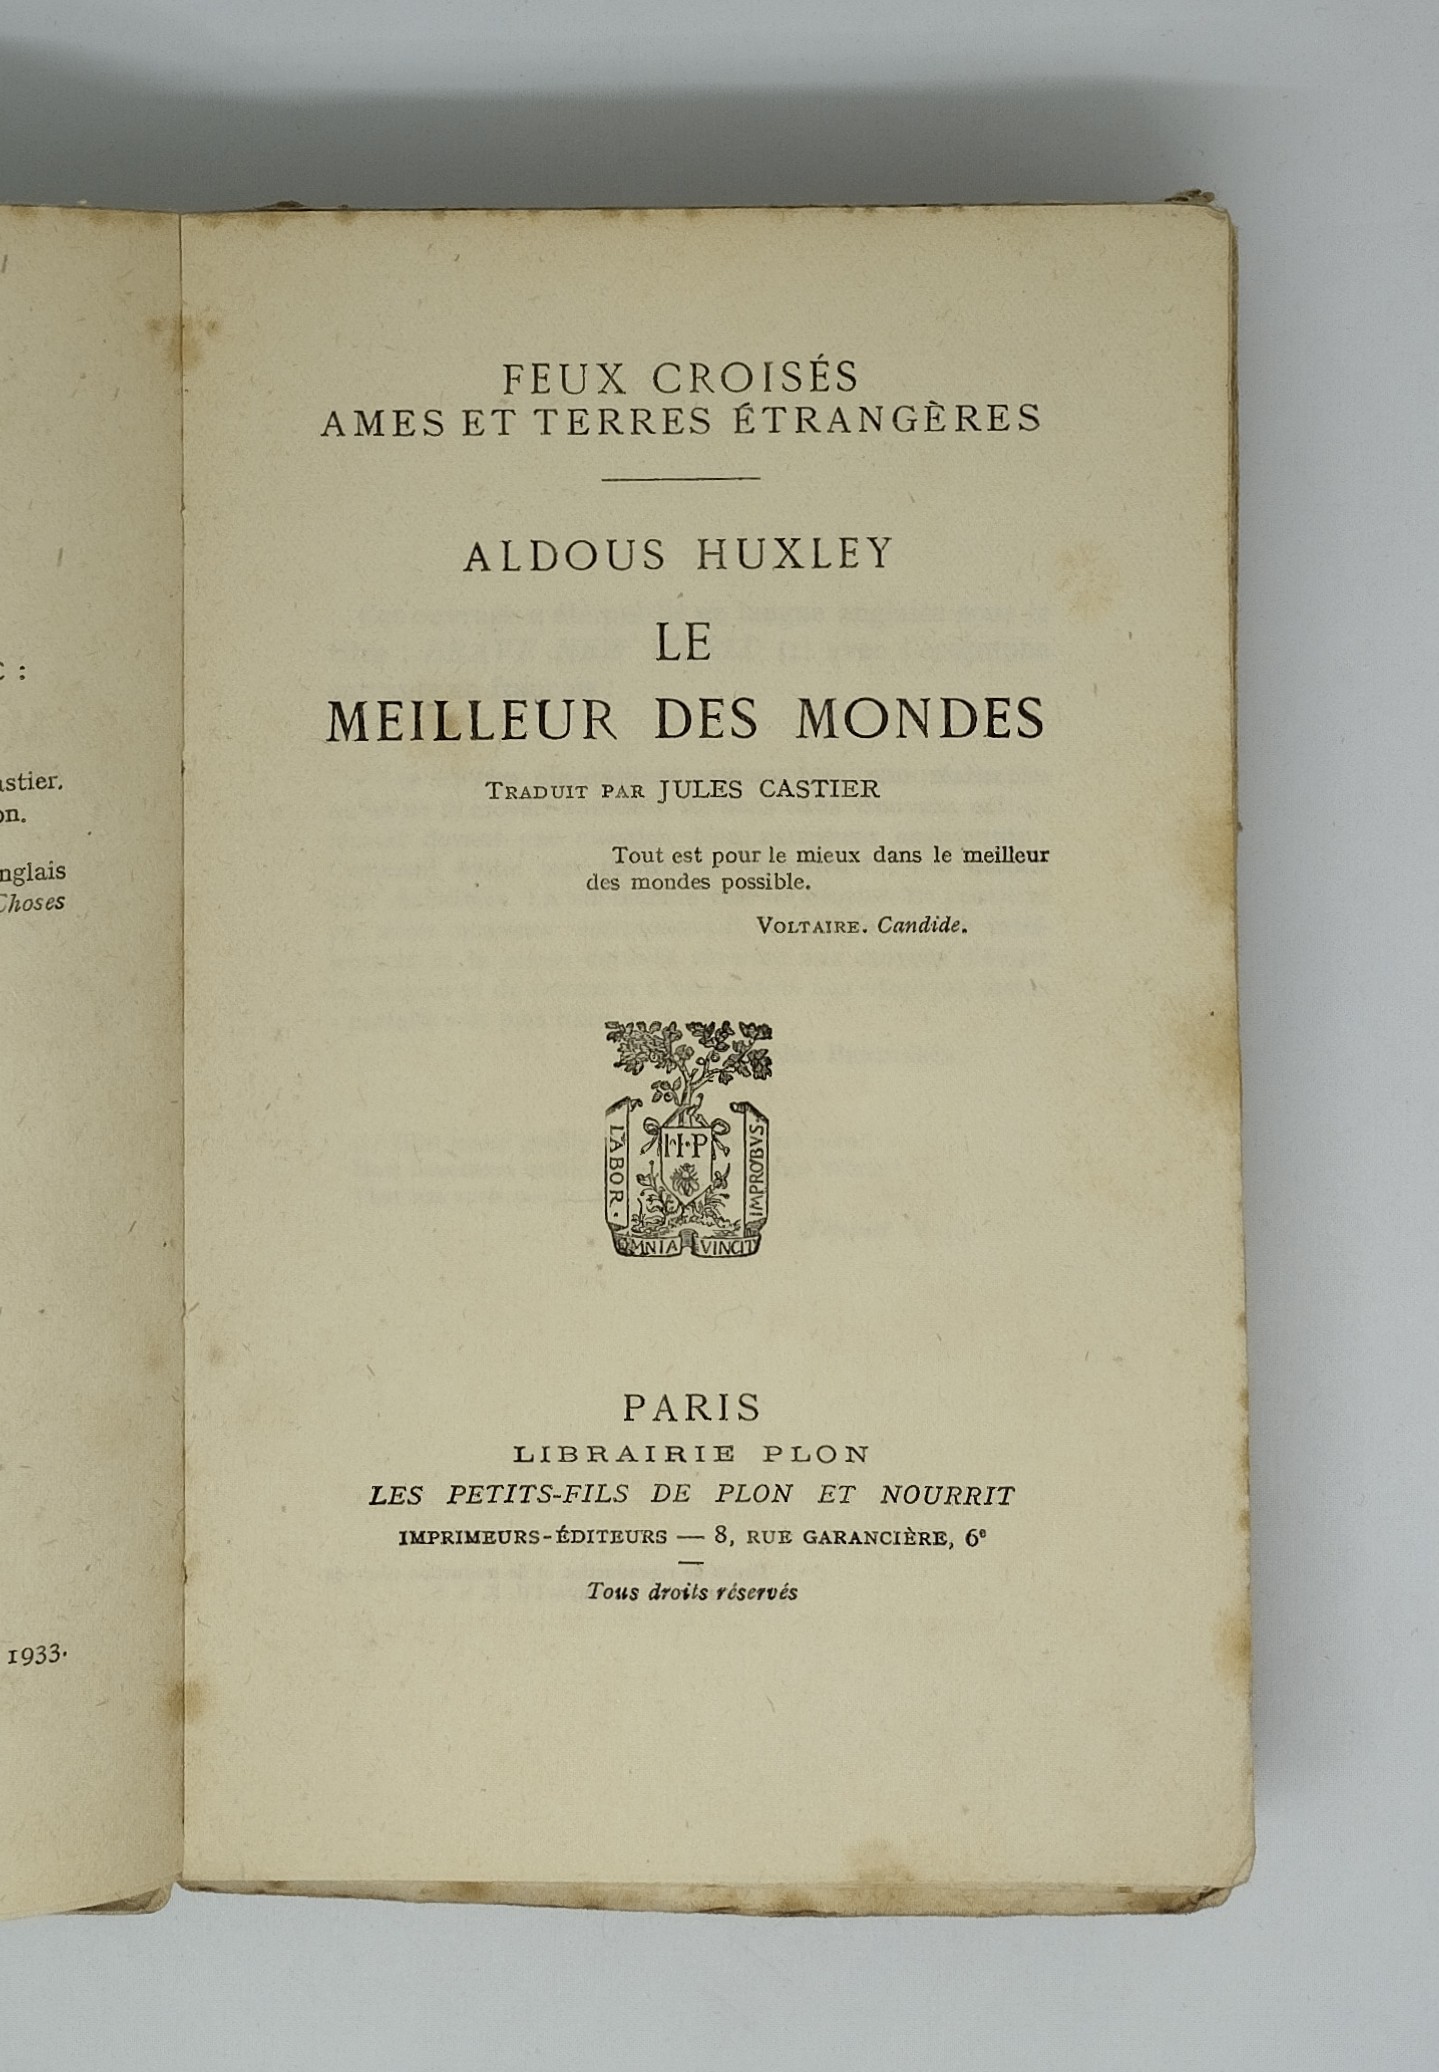 astier.
on.
nglais
Choses
1933.
FEUX CROISÉS
AMES ET TERRES ÉTRANGÈRES
ALDOUS HUXLEY
LE
MEILLEUR DES MONDES
TRADUIT PAR JULES CASTIER
Tout est pour le mieux dans le meilleur
des mondes possible.
VOLTAIRE. Candide.
LABOR.
H·P
IMPROBVS
OMNIA VINCIT
PARIS
LIBRAIRIE PLON
LES PETITS-FILS DE PLON ET NOURRIT
IMPRIMEURS-ÉDITEURS — 8, RUE GARANCIÈRE, 6e
Tous droits réservés